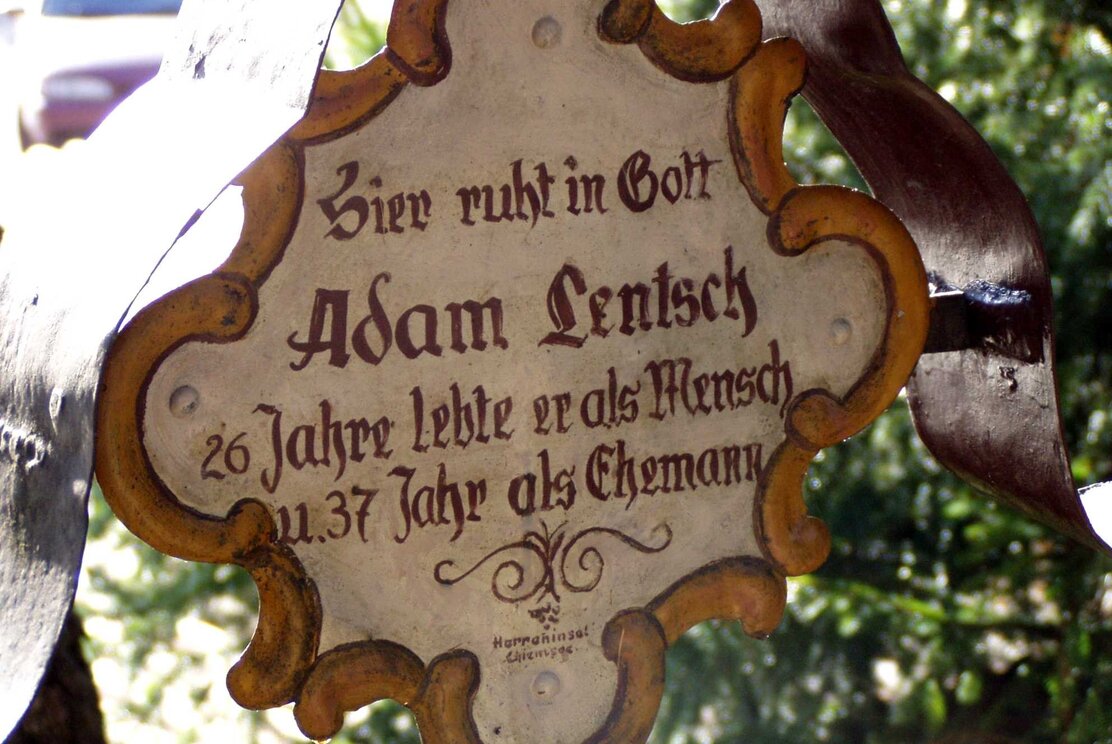 Hier ruht in Gott
Adam Lentsch
26 Jahre lebte er als Mensch
u. 37 Jahr als Ehemann
Herreninsel
Chiemsee